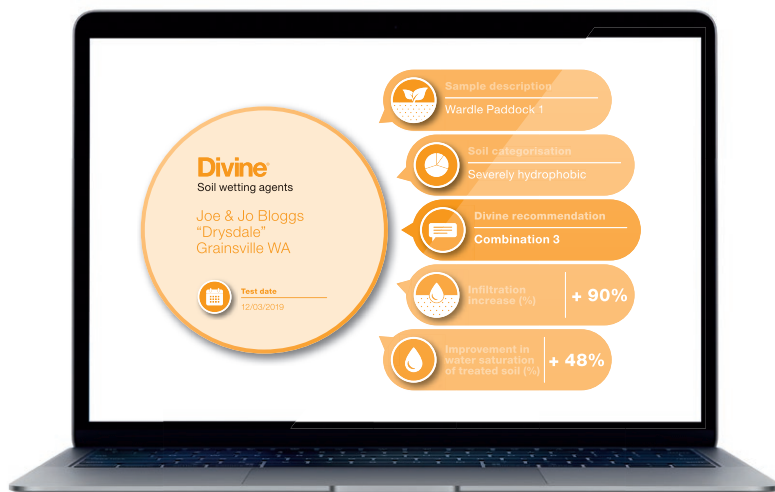 Divine®
Soil wetting agents
Joe & Jo Bloggs
“Drysdale”
Grainsville WA
Test date
12/03/2019
Sample description
Wardle Paddock 1
Soil categorisation
Severely hydrophobic
Divine recommendation
Combination 3
Infiltration
increase (%)
+ 90%
Improvement in
water saturation
of treated soil (%)
+ 48%